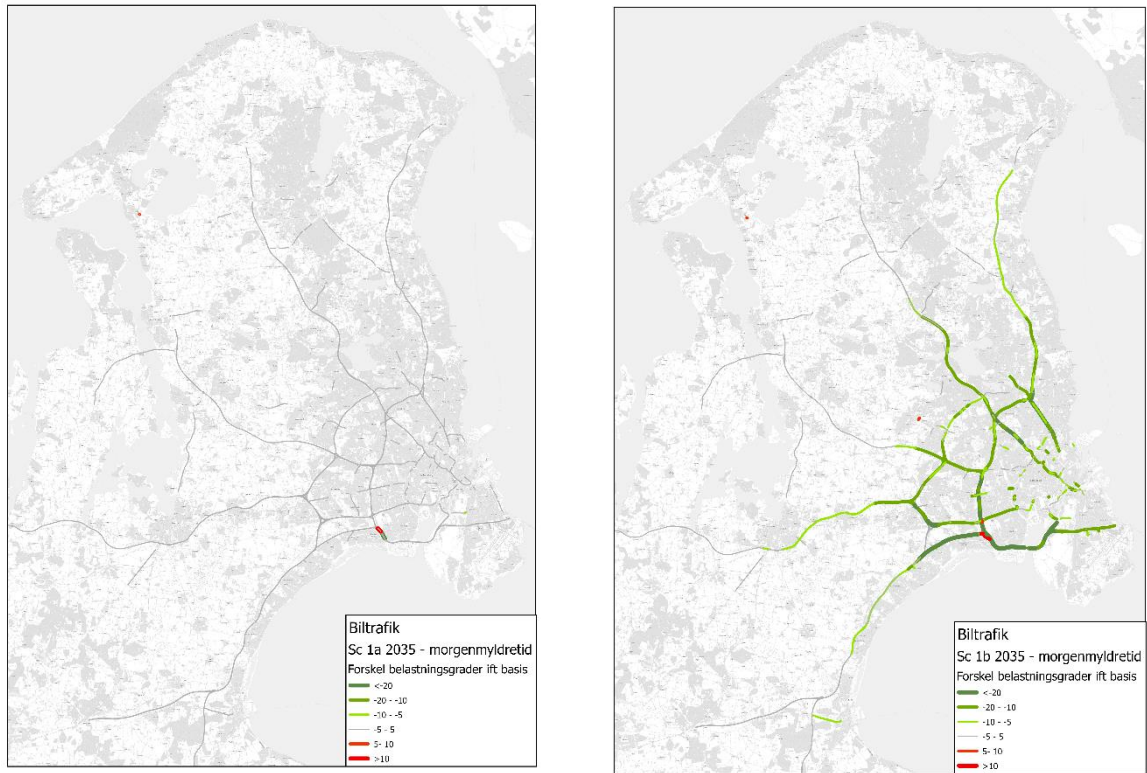 Biltrafik
Sc 1a 2035 - morgenmyldretid
Forskel belastningsgrader ift basis
<-20
-20 - -10
-10 - -5
-5 - 5
5- 10
>10
Biltrafik
Sc 1b 2035 - morgenmyldretid
Forskel belastningsgrader ift basis
<-20
-20 - -10
-10 - -5
-5 - 5
5- 10
>10